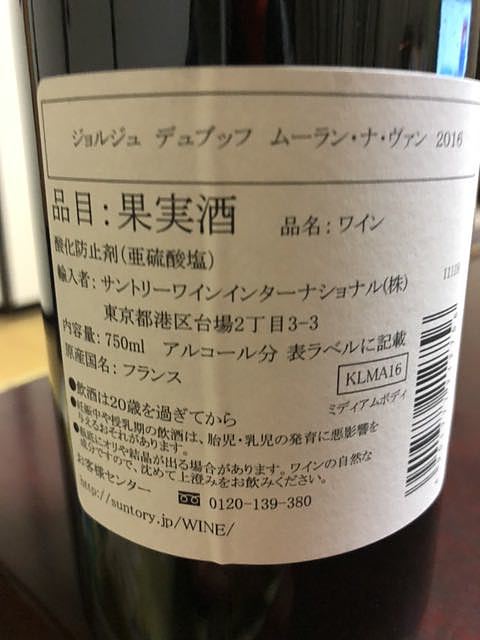 ジョルジュ デュブッフ ムーラン・ナ・ヴァン 2016
品目:果実酒 品名:ワイン
酸化防止剤(亜硫酸塩)
輸入者:サントリーワインインターナショナル(株)
東京都港区台場2丁目3-3
内容量:750ml アルコール分 表ラベルに記載
原産国名:フランス
KLMA16
ミディアムボディ
●飲酒は20歳を過ぎてから
●妊娠中や授乳期の飲酒は、胎児・乳児の発育に悪影響を
与えるおそれがあります。
●瓶底にオリや結晶が出る場合があります。ワインの自然な
成分ですので、沈めて上澄みをお飲みください。
お客様センター 0120-139-380
http://suntory.jp/WINE/